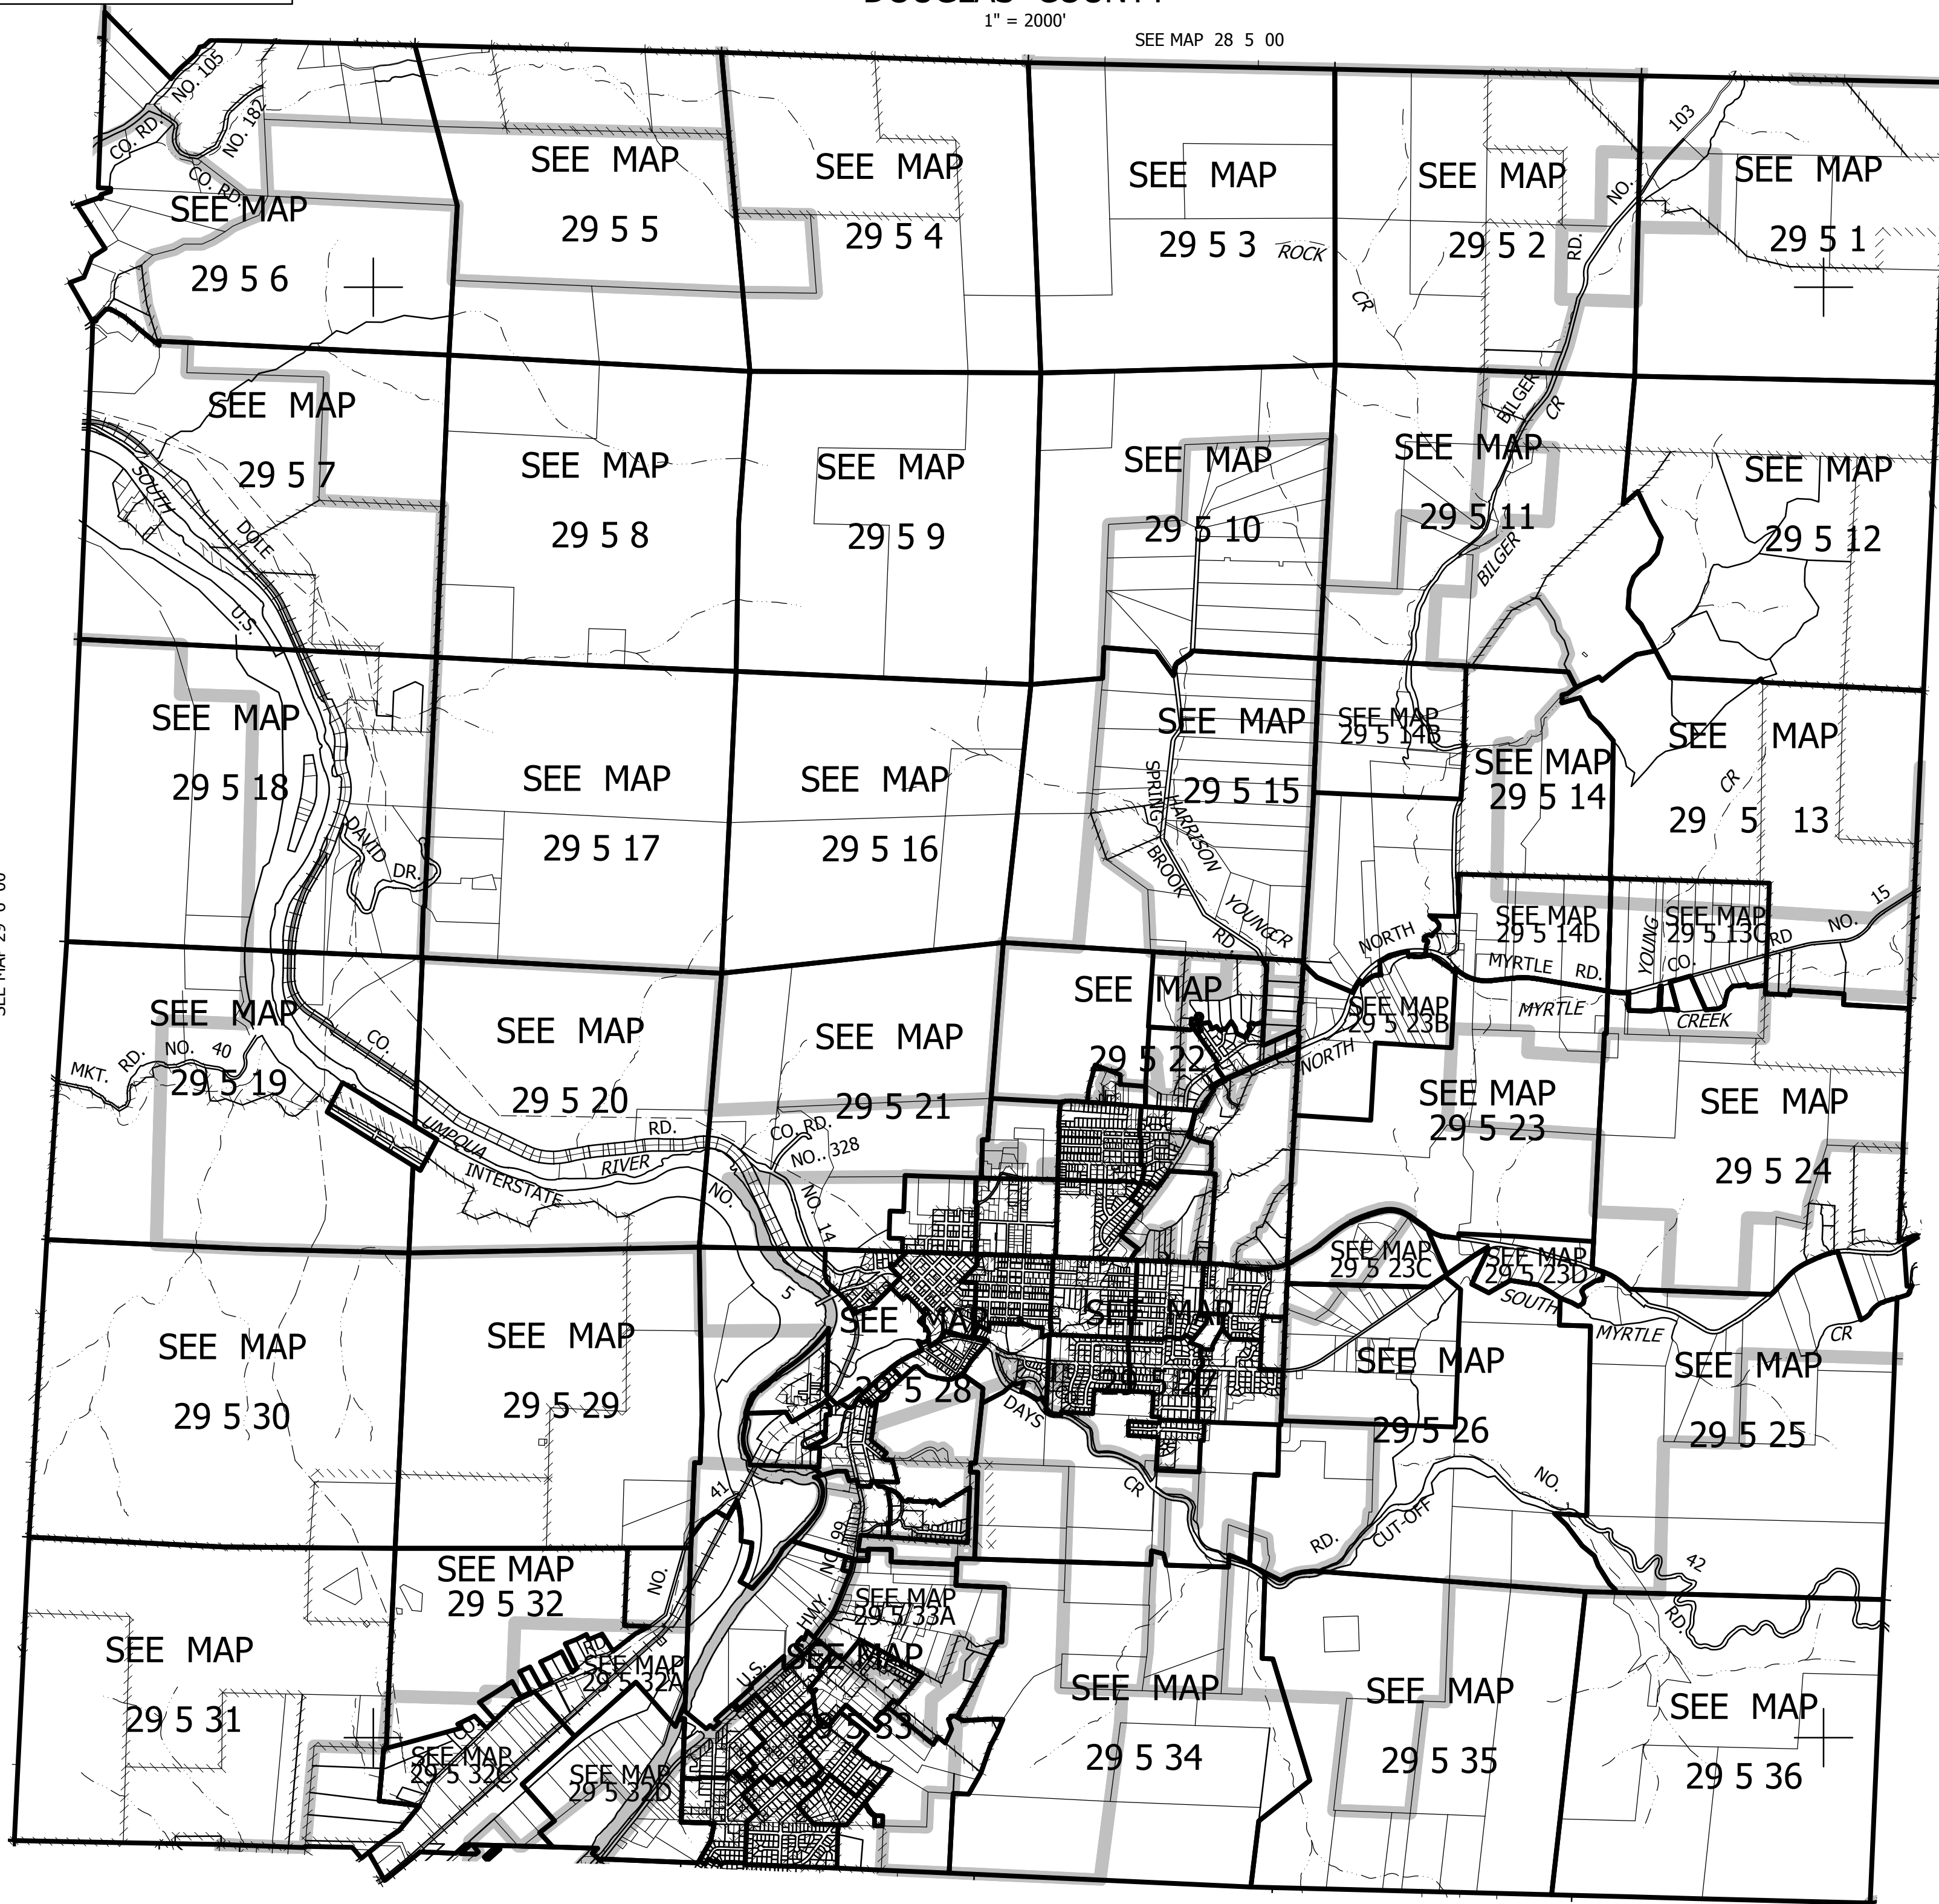 DOUGLAS COUNTY
1" = 2000'
SEE MAP 28 5 00
SEE MAP 29 6 00
CO. RD.
NO. 105
NO. 182
CO. RD.
SEE MAP
29 5 6
SEE MAP
29 5 5
SEE MAP
29 5 4
SEE MAP
29 5 3
ROCK
CR
SEE MAP
29 5 2
RD.
NO.
103
SEE MAP
29 5 1
SEE MAP
29 5 7
SOUTH
DOLE
U.S.
SEE MAP
29 5 8
SEE MAP
29 5 9
SEE MAP
29 5 10
BILGER
CR
SEE MAP
29 5 11
BILGER
SEE MAP
29 5 12
SEE MAP
29 5 18
DAVID
DR.
SEE MAP
29 5 17
SEE MAP
29 5 16
SEE MAP
29 5 15
SPRING
BROOK
RD.
HARRISON
YOUNG
CR
SEE MAP
29 5 14B
SEE MAP
29 5 14
SEE MAP
29 5 13
CR
SEE MAP
29 5 14D
SEE MAP
29 5 13C
YOUNG
CO.
RD
NO.
15
NORTH
MYRTLE RD.
MYRTLE
CREEK
SEE MAP
29 5 19
MKT. RD. NO. 40
CO.
UMPQUA
RIVER
RD.
INTERSTATE
NO.
5
SEE MAP
29 5 20
SEE MAP
29 5 21
CO. RD.
NO.. 328
NO. 14
SEE MAP
29 5 22
SEE MAP
29 5 23B
NORTH
SEE MAP
29 5 23
SEE MAP
29 5 24
SEE MAP
29 5 23C
SEE MAP
29 5 23D
SOUTH
MYRTLE
CR
SEE MAP
29 5 30
SEE MAP
29 5 29
SEE MAP
29 5 28
SEE MAP
29 5 27
DAYS
CR
SEE MAP
29 5 26
SEE MAP
29 5 25
RD.
CUT-OFF
NO.
42
RD.
SEE MAP
29 5 31
SEE MAP
29 5 32
NO.
41
RD.
CO.
SEE MAP
29 5 32A
SEE MAP
29 5 32C
SEE MAP
29 5 32D
U.S.
HWY.
NO. 99
SEE MAP
29 5 33A
SEE MAP
29 5 33
SEE MAP
29 5 34
SEE MAP
29 5 35
SEE MAP
29 5 36